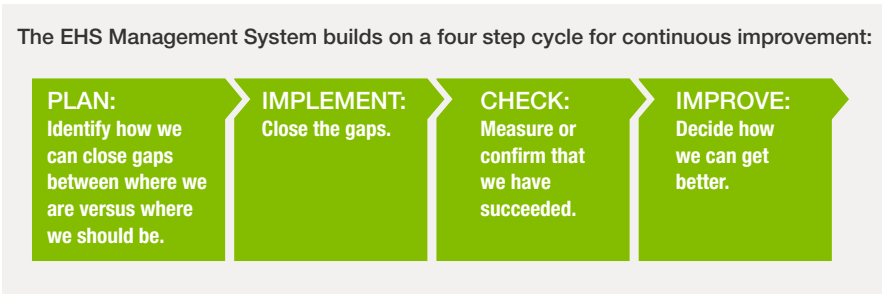 The EHS Management System builds on a four step cycle for continuous improvement:
PLAN:
Identify how we
can close gaps
between where we
are versus where
we should be.
IMPLEMENT:
Close the gaps.
CHECK:
Measure or
confirm that
we have
succeeded.
IMPROVE:
Decide how
we can get
better.